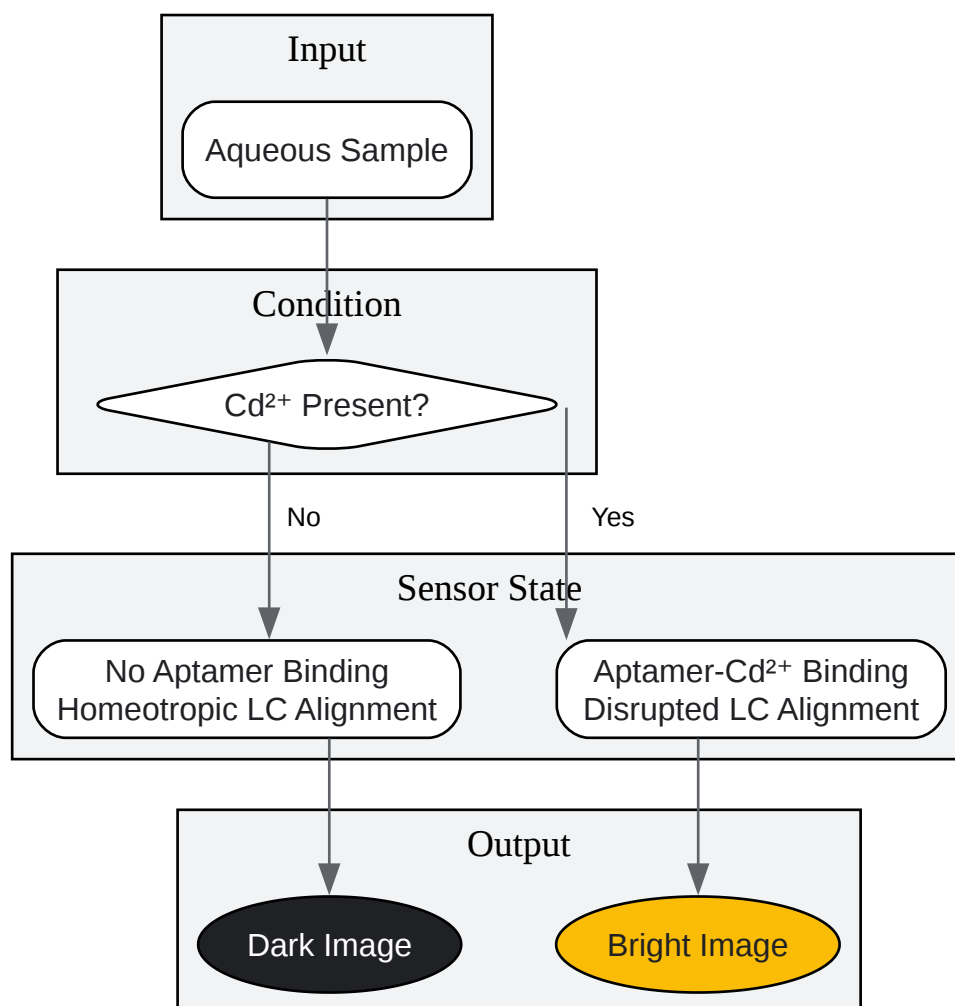 Input
Aqueous Sample
Condition
Cd²⁺ Present?
No
Yes
Sensor State
No Aptamer Binding
Homeotropic LC Alignment
Aptamer-Cd²⁺ Binding
Disrupted LC Alignment
Output
Dark Image
Bright Image